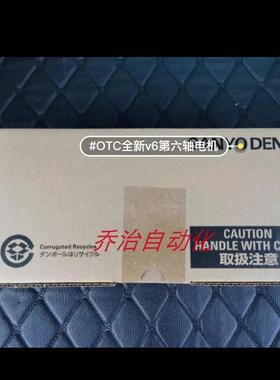 #OTC全新v6第六轴电机
SANYO DEN
Corrugated Recycles
ダンボールはリサイクル
乔治自动化
CAUTION
HANDLE WITH C
取扱注意